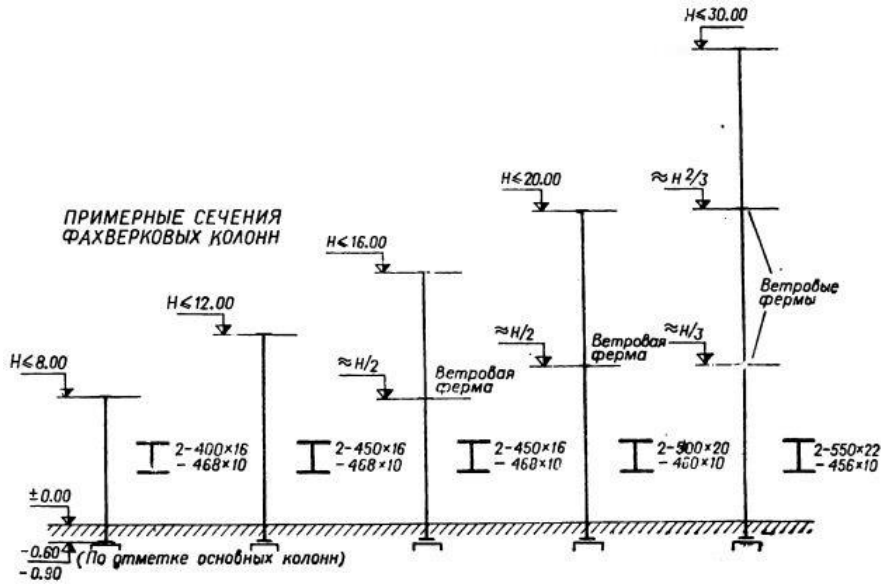 H≤30.00
≈H2/3
H≤20.00
ПРИМЕРНЫЕ СЕЧЕНИЯ
ФАХВЕРКОВЫХ КОЛОНН
H≤16.00
Ветровые
фермы
H≤12.00
≈H/2
Ветровая
ферма
≈H/3
H≤8.00
≈H/2
Ветровая
ферма
2-400×16
-468×10
2-450×16
-468×10
2-450×16
-468×10
2-500×20
-460×10
2-550×22
-456×10
±0.00
-0.60
-0.90
(По отметке основных колонн)